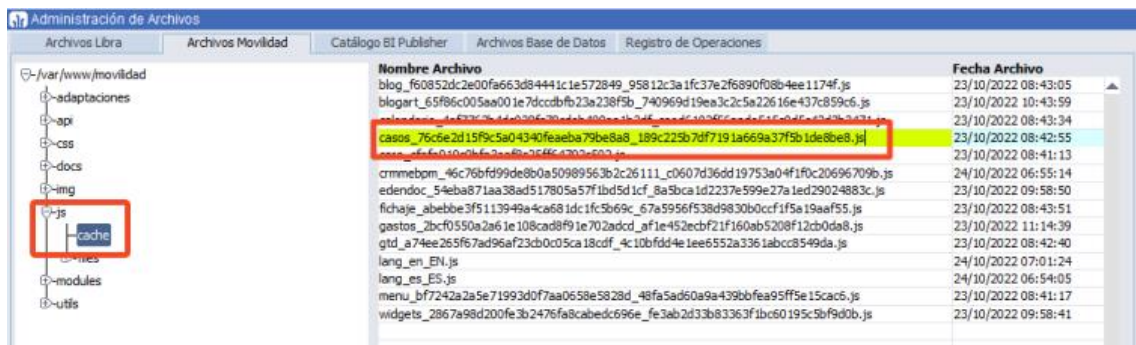 Administración de Archivos
Archivos Libra Archivos Movilidad Catálogo BI Publisher Archivos Base de Datos Registro de Operaciones
/var/www/movilidad
adaptaciones
api
css
docs
img
js
cache
modules
utils
Nombre Archivo Fecha Archivo
blog_f60852dc2e00fa663d84441c1e572849_95812c3a1fc37e2f6890f08b4ee1174f.js 23/10/2022 08:43:05
blogart_65f86c005aa001e7dccdbfb23a238f5b_740969d19ea3c2c5a22616e437c859c6.js 23/10/2022 10:43:59
23/10/2022 08:43:34
casos_76c6e2d15f9c5a04340feaeba79be8a8_189c225b7df7191a669a37f5b1de8be8.js 23/10/2022 08:42:55
23/10/2022 08:41:13
crmmebpm_46c76bfd99de8b0a50989563b2c26111_c0607d36dd19753a04f1f0c20696709b.js 24/10/2022 06:55:14
edendoc_54eba871aa38ad517805a57f1bd5d1cf_8a5bca1d2237e599e27a1ed29024883c.js 23/10/2022 09:58:50
fichaje_abebbe3f5113949a4ca681dc1fc5b69c_67a5956f538d9830b0ccf1f5a19aaf55.js 23/10/2022 08:43:51
gastos_2bcf0550a2a61e108cad8f91e702adcd_af1e452ecbf21f160ab5208f12cb0da8.js 23/10/2022 11:14:39
gtd_a74ee265f67ad96af23cb0c05ca18cdf_4c10bfdd4e1ee6552a3361abcc8549da.js 23/10/2022 08:42:40
lang_en_EN.js 24/10/2022 07:01:24
lang_es_ES.js 24/10/2022 06:54:05
menu_bf7242a2a5e71993d0f7aa0658e5828d_48fa5ad60a9a439bbfea95ff5e15cac6.js 23/10/2022 08:41:17
widgets_2867a98d200fe3b2476fa8cabedc696e_fe3ab2d33b83363f1bc60195c5bf9d0b.js 23/10/2022 09:58:41